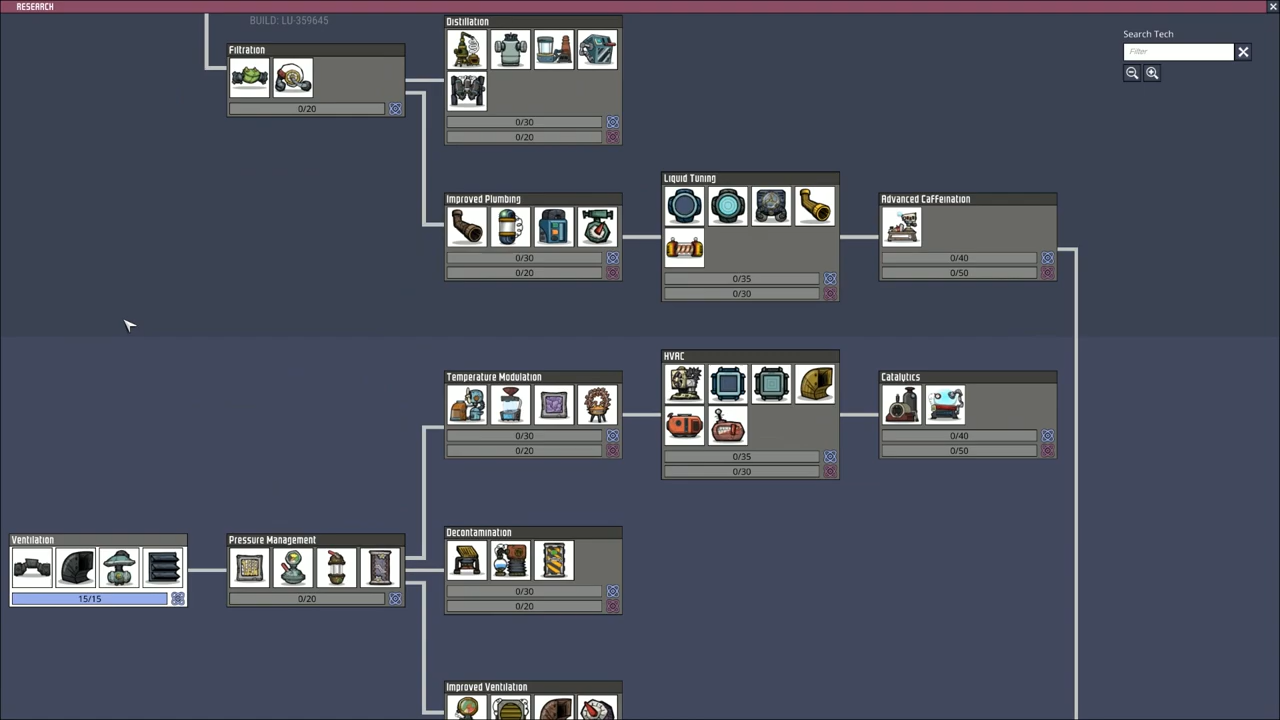 RESEARCH
BUILD: LU-359645
Search Tech
Filter
Filtration
0/20
Distillation
0/30
0/20
Improved Plumbing
0/30
0/20
Liquid Tuning
0/35
0/30
Advanced Caffeination
0/40
0/50
Temperature Modulation
0/30
0/20
HVAC
0/35
0/30
Catalytics
0/40
0/50
Ventilation
15/15
Pressure Management
0/20
Decontamination
0/30
0/20
Improved Ventilation